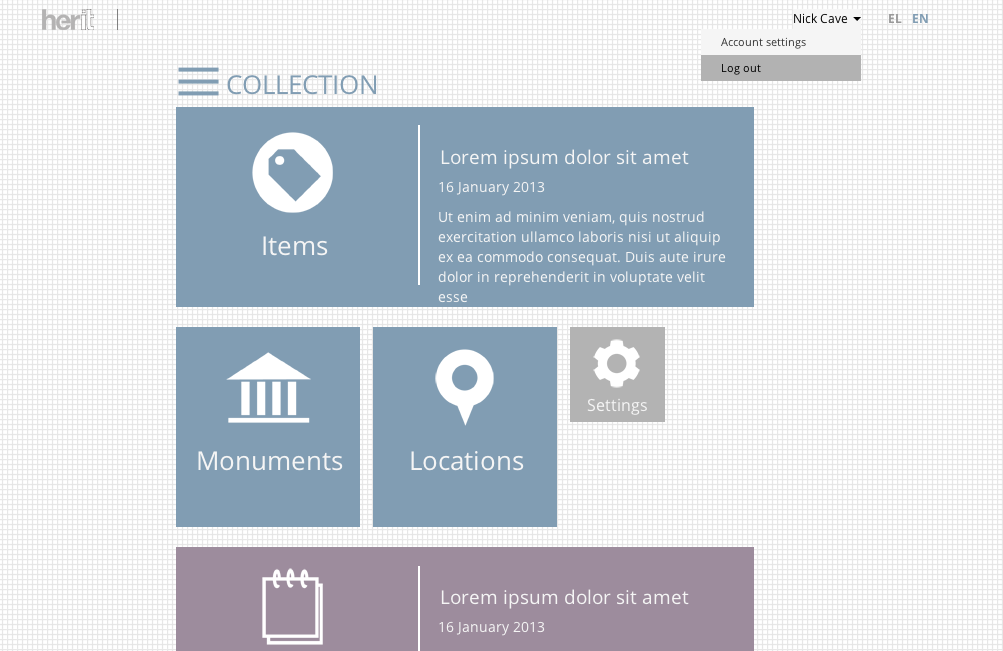 herit
Nick Cave
EL EN
Account settings
Log out
COLLECTION
Items
Lorem ipsum dolor sit amet
16 January 2013
Ut enim ad minim veniam, quis nostrud
exercitation ullamco laboris nisi ut aliquip
ex ea commodo consequat. Duis aute irure
dolor in reprehenderit in voluptate velit
esse
Monuments
Locations
Settings
Lorem ipsum dolor sit amet
16 January 2013